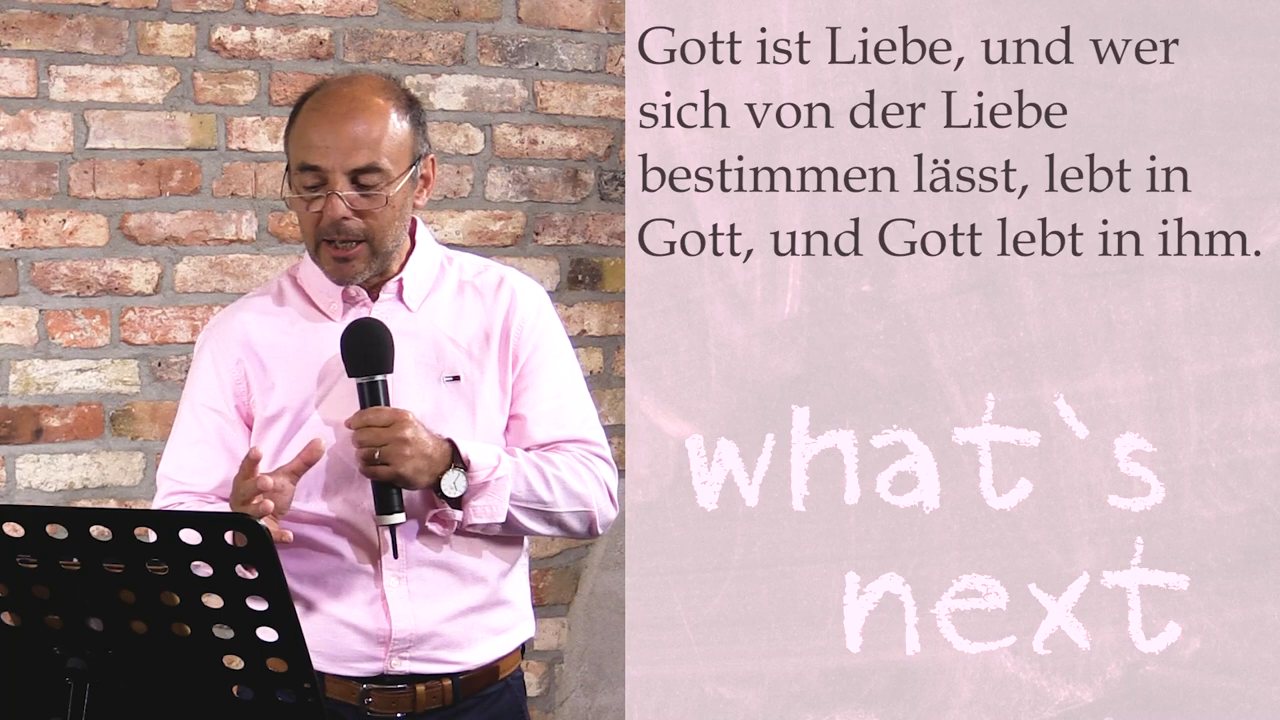 Gott ist Liebe, und wer
sich von der Liebe
bestimmen lässt, lebt in
Gott, und Gott lebt in ihm.
what`s
next